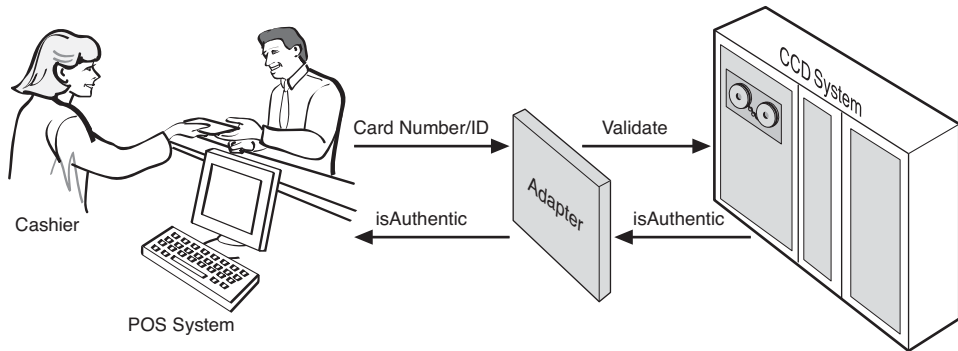 CCD System
Card Number/ID
Validate
Adapter
isAuthentic
isAuthentic
Cashier
POS System